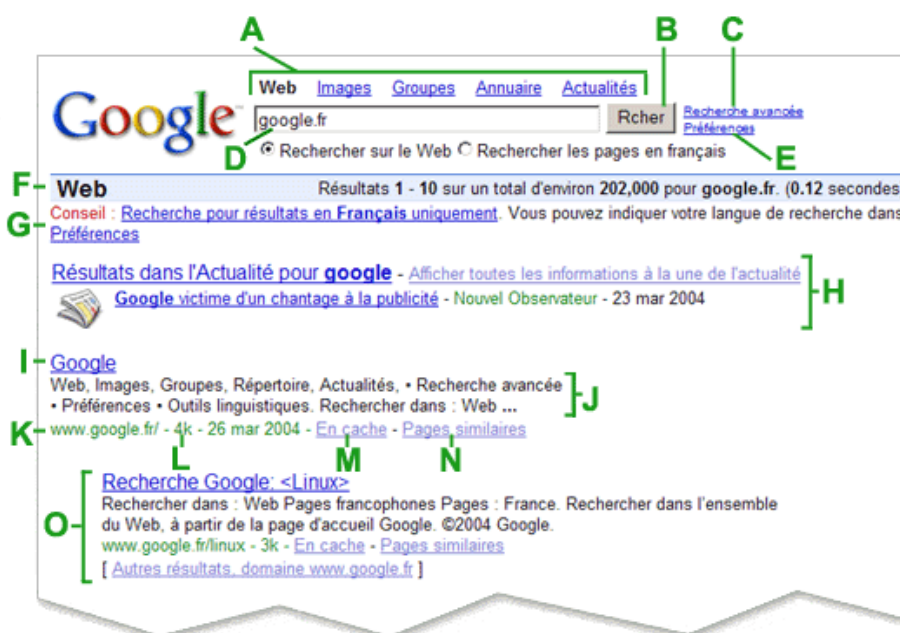 A
B
C
Web Images Groupes Annuaire Actualités
Google
google.fr
Rcher
Recherche avancée
Préférences
D
E
Rechercher sur le Web Rechercher les pages en français
F
Web
Résultats 1 - 10 sur un total d'environ 202,000 pour google.fr. (0.12 secondes
G
Conseil : Recherche pour résultats en Français uniquement. Vous pouvez indiquer votre langue de recherche dans
Préférences
Résultats dans l'Actualité pour google - Afficher toutes les informations à la une de l'actualité
Google victime d'un chantage à la publicité - Nouvel Observateur - 23 mar 2004
H
I
Google
Web, Images, Groupes, Répertoire, Actualités, • Recherche avancée
• Préférences • Outils linguistiques. Rechercher dans : Web ...
J
K
www.google.fr/ - 4k - 26 mar 2004 - En cache - Pages similaires
L
M
N
Recherche Google: <Linux>
Rechercher dans : Web Pages francophones Pages : France. Rechercher dans l'ensemble
O
du Web, à partir de la page d'accueil Google. ©2004 Google.
www.google.fr/linux - 3k - En cache - Pages similaires
[ Autres résultats, domaine www.google.fr ]